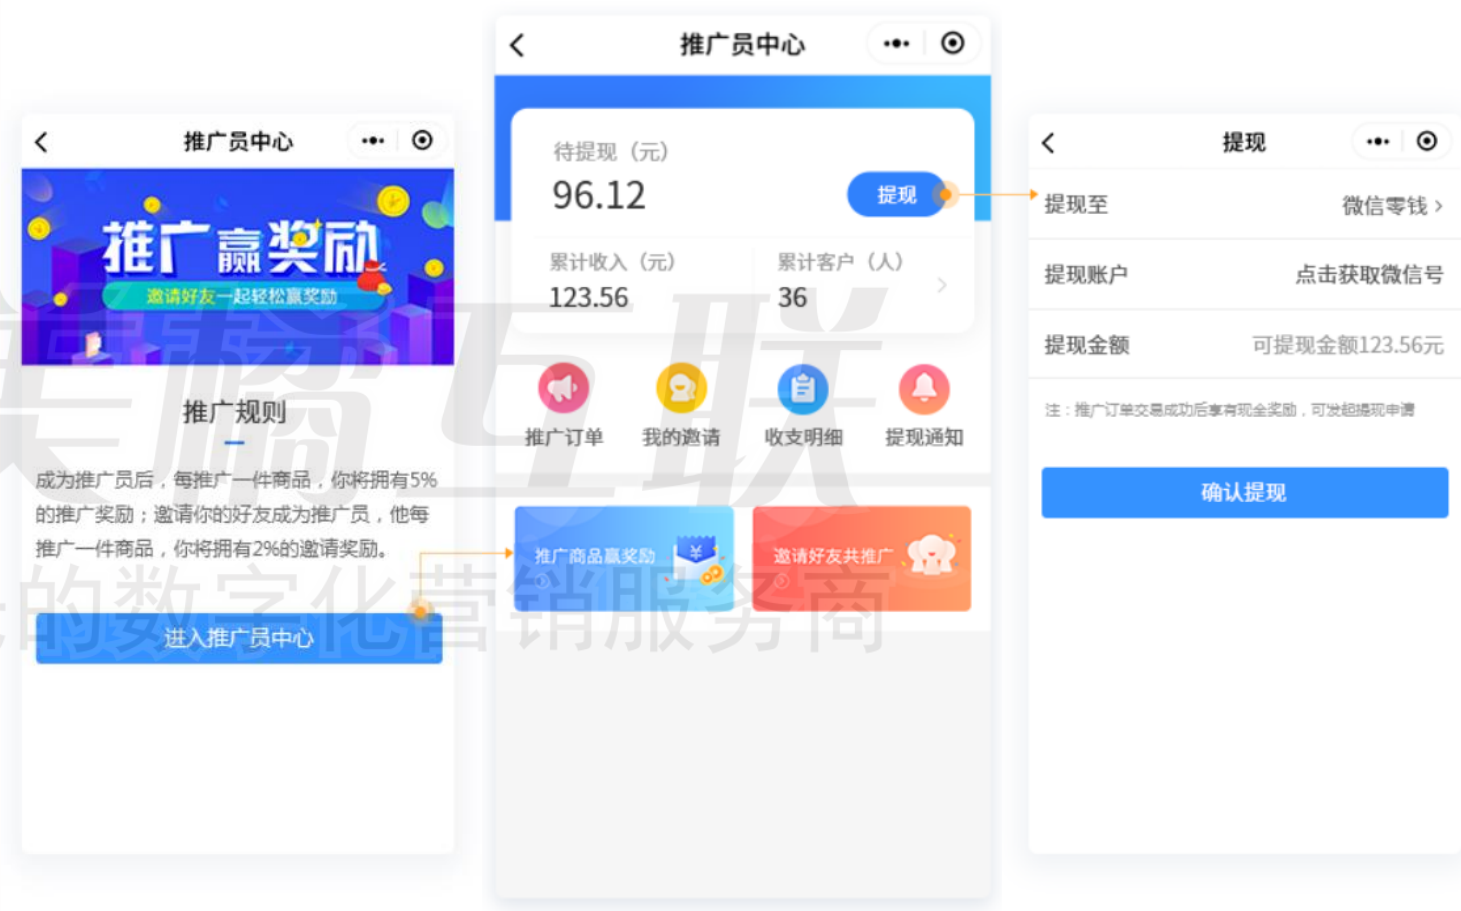 推广员中心
推广赢奖励
邀请好友一起轻松赢奖励
推广规则
成为推广员后，每推广一件商品，你将拥有5%
的推广奖励；邀请你的好友成为推广员，他每
推广一件商品，你将拥有2%的邀请奖励。
进入推广员中心
推广员中心
待提现（元）
96.12
提现
累计收入（元）
累计客户（人）
123.56
36
推广订单
我的邀请
收支明细
提现通知
推广商品赢奖励
¥
邀请好友共推广
提现
提现至
微信零钱
提现账户
点击获取微信号
提现金额
可提现金额123.56元
注：推广订单交易成功后享有现金奖励，可发起提现申请
确认提现
美橘互联
的数字化营销服务商